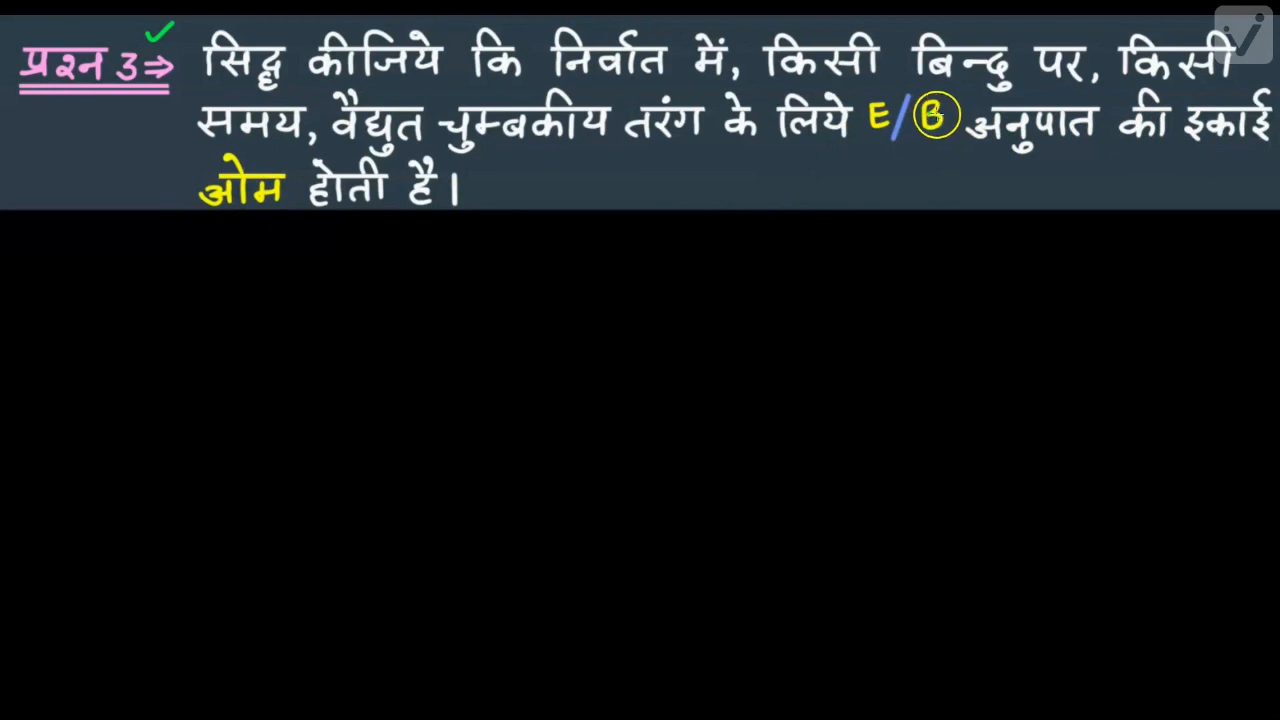 प्रश्न 3⇒ सिद्ध कीजिये कि निर्वात में, किसी बिन्दु पर, किसी
समय, वैद्युत चुम्बकीय तरंग के लिये E/B अनुपात की इकाई
ओम होती है।